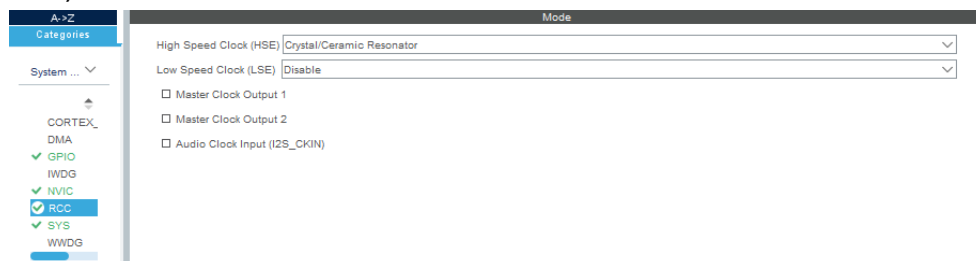 A->Z
Mode
Categories
High Speed Clock (HSE) Crystal/Ceramic Resonator
System ...
Low Speed Clock (LSE) Disable
Master Clock Output 1
Master Clock Output 2
CORTEX_
DMA
Audio Clock Input (I2S_CKIN)
GPIO
IWDG
NVIC
RCC
SYS
WWDG